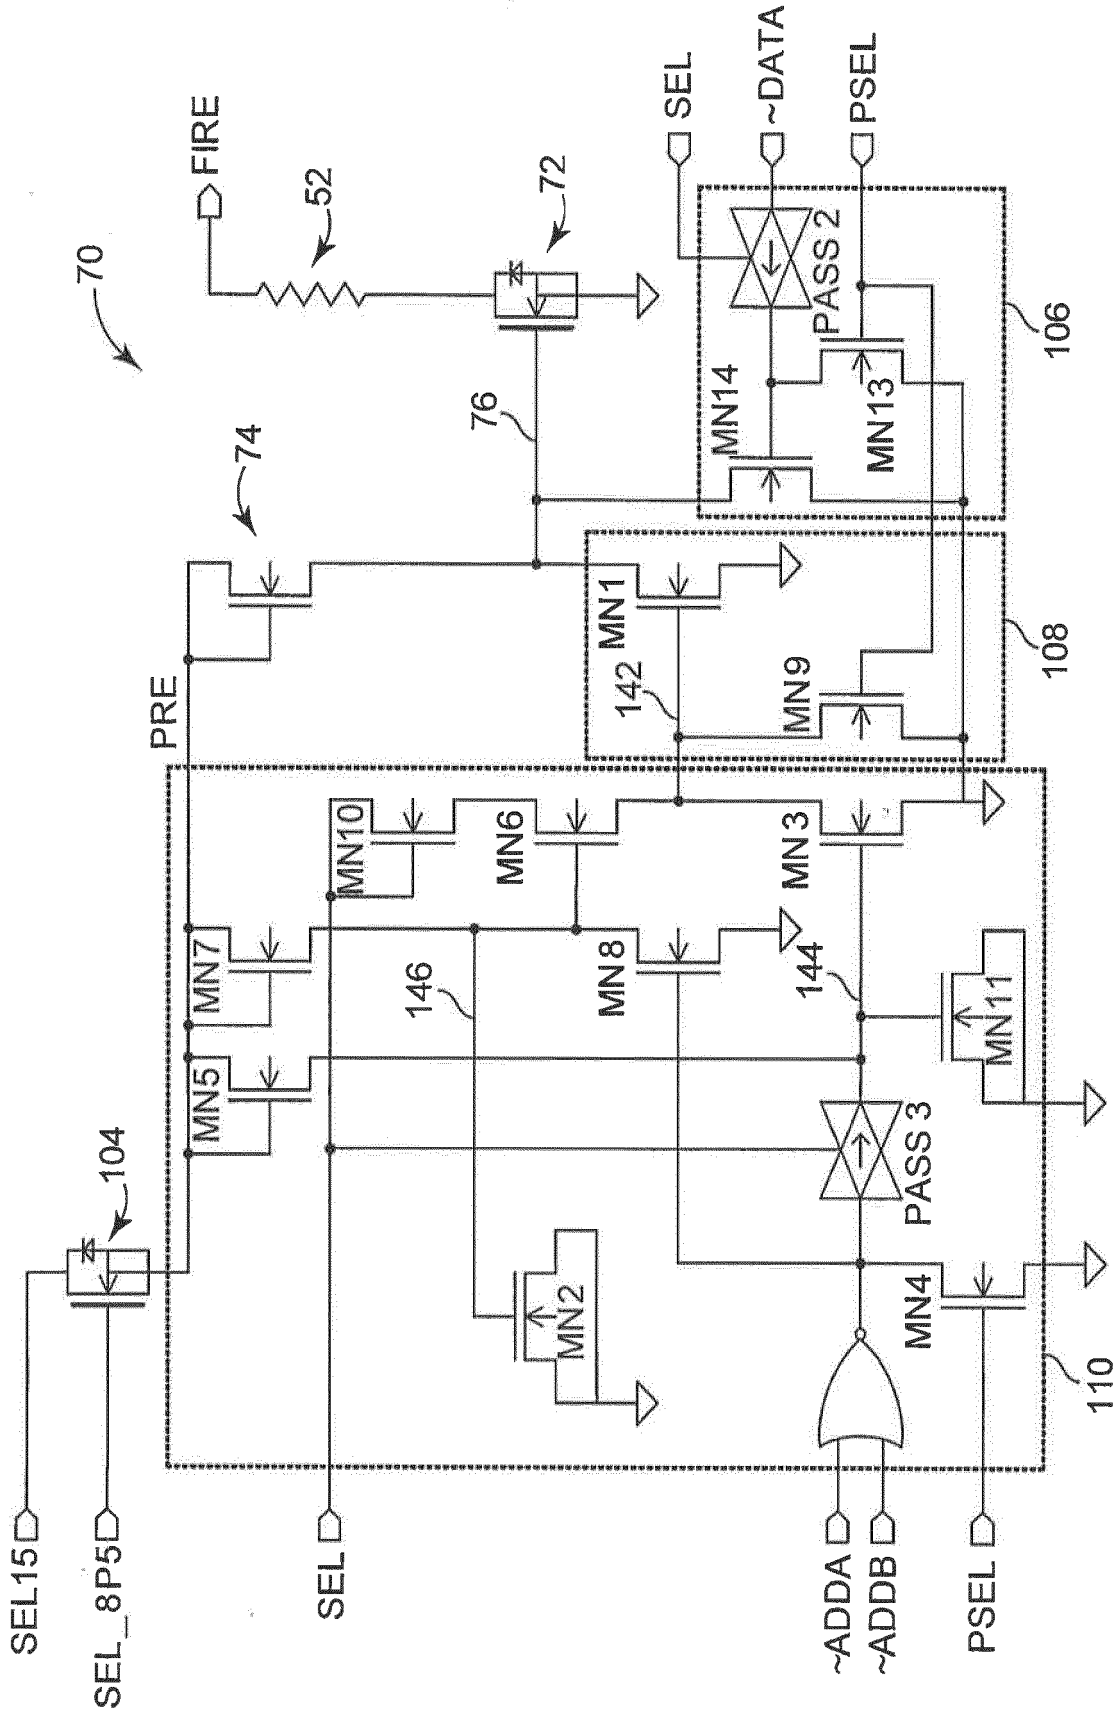 70
FIRE
52
72
SEL
~DATA
PSEL
74
76
PRE
MN14
PASS 2
MN13
106
MN1
142
MN9
108
SEL15
SEL_8P5
104
MN5
MN7
MN10
MN6
146
MN8
MN3
144
MN11
MN2
PASS 3
MN4
110
SEL
~ADDA
~ADDB
PSEL